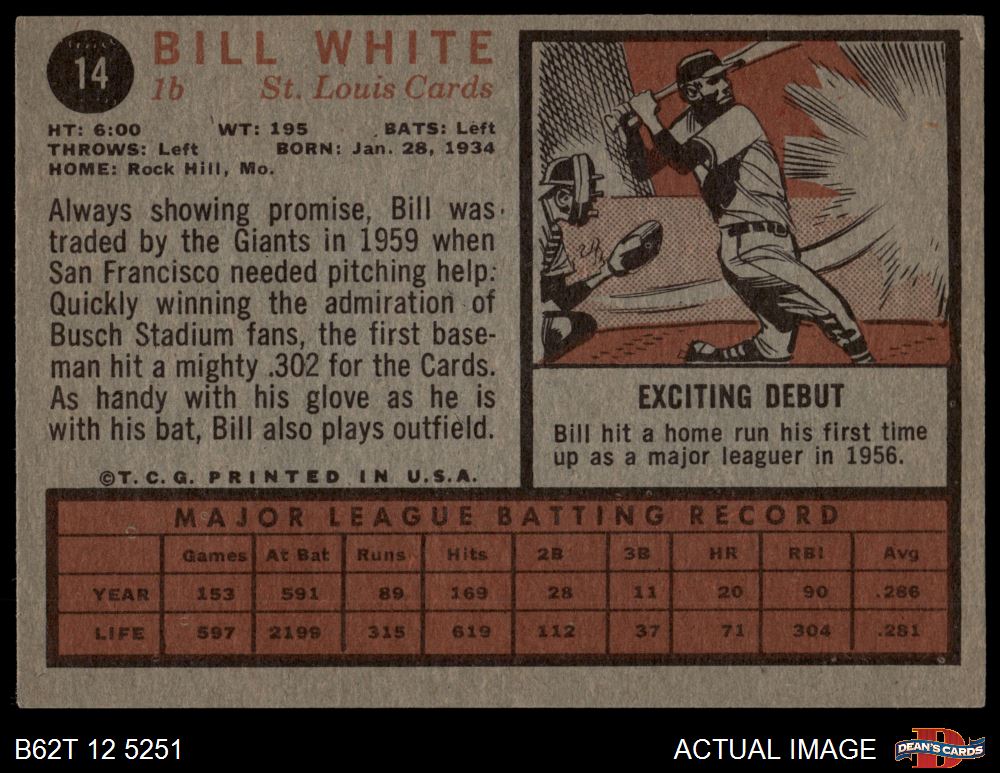 14
BILL WHITE
1b St. Louis Cards
HT: 6:00 WT: 195 BATS: Left
THROWS: Left BORN: Jan. 28, 1934
HOME: Rock Hill, Mo.
Always showing promise, Bill was
traded by the Giants in 1959 when
San Francisco needed pitching help.
Quickly winning the admiration of
Busch Stadium fans, the first base-
man hit a mighty .302 for the Cards.
As handy with his glove as he is
with his bat, Bill also plays outfield.
©T.C.G. PRINTED IN U.S.A.
EXCITING DEBUT
Bill hit a home run his first time
up as a major leaguer in 1956.
MAJOR LEAGUE BATTING RECORD
Games At Bat Runs Hits 2B 3B HR RBI Avg
YEAR 153 591 89 169 28 11 20 90 .286
LIFE 597 2199 315 619 112 37 71 304 .281
B62T 12 5251
ACTUAL IMAGE
D
DEAN'S CARDS